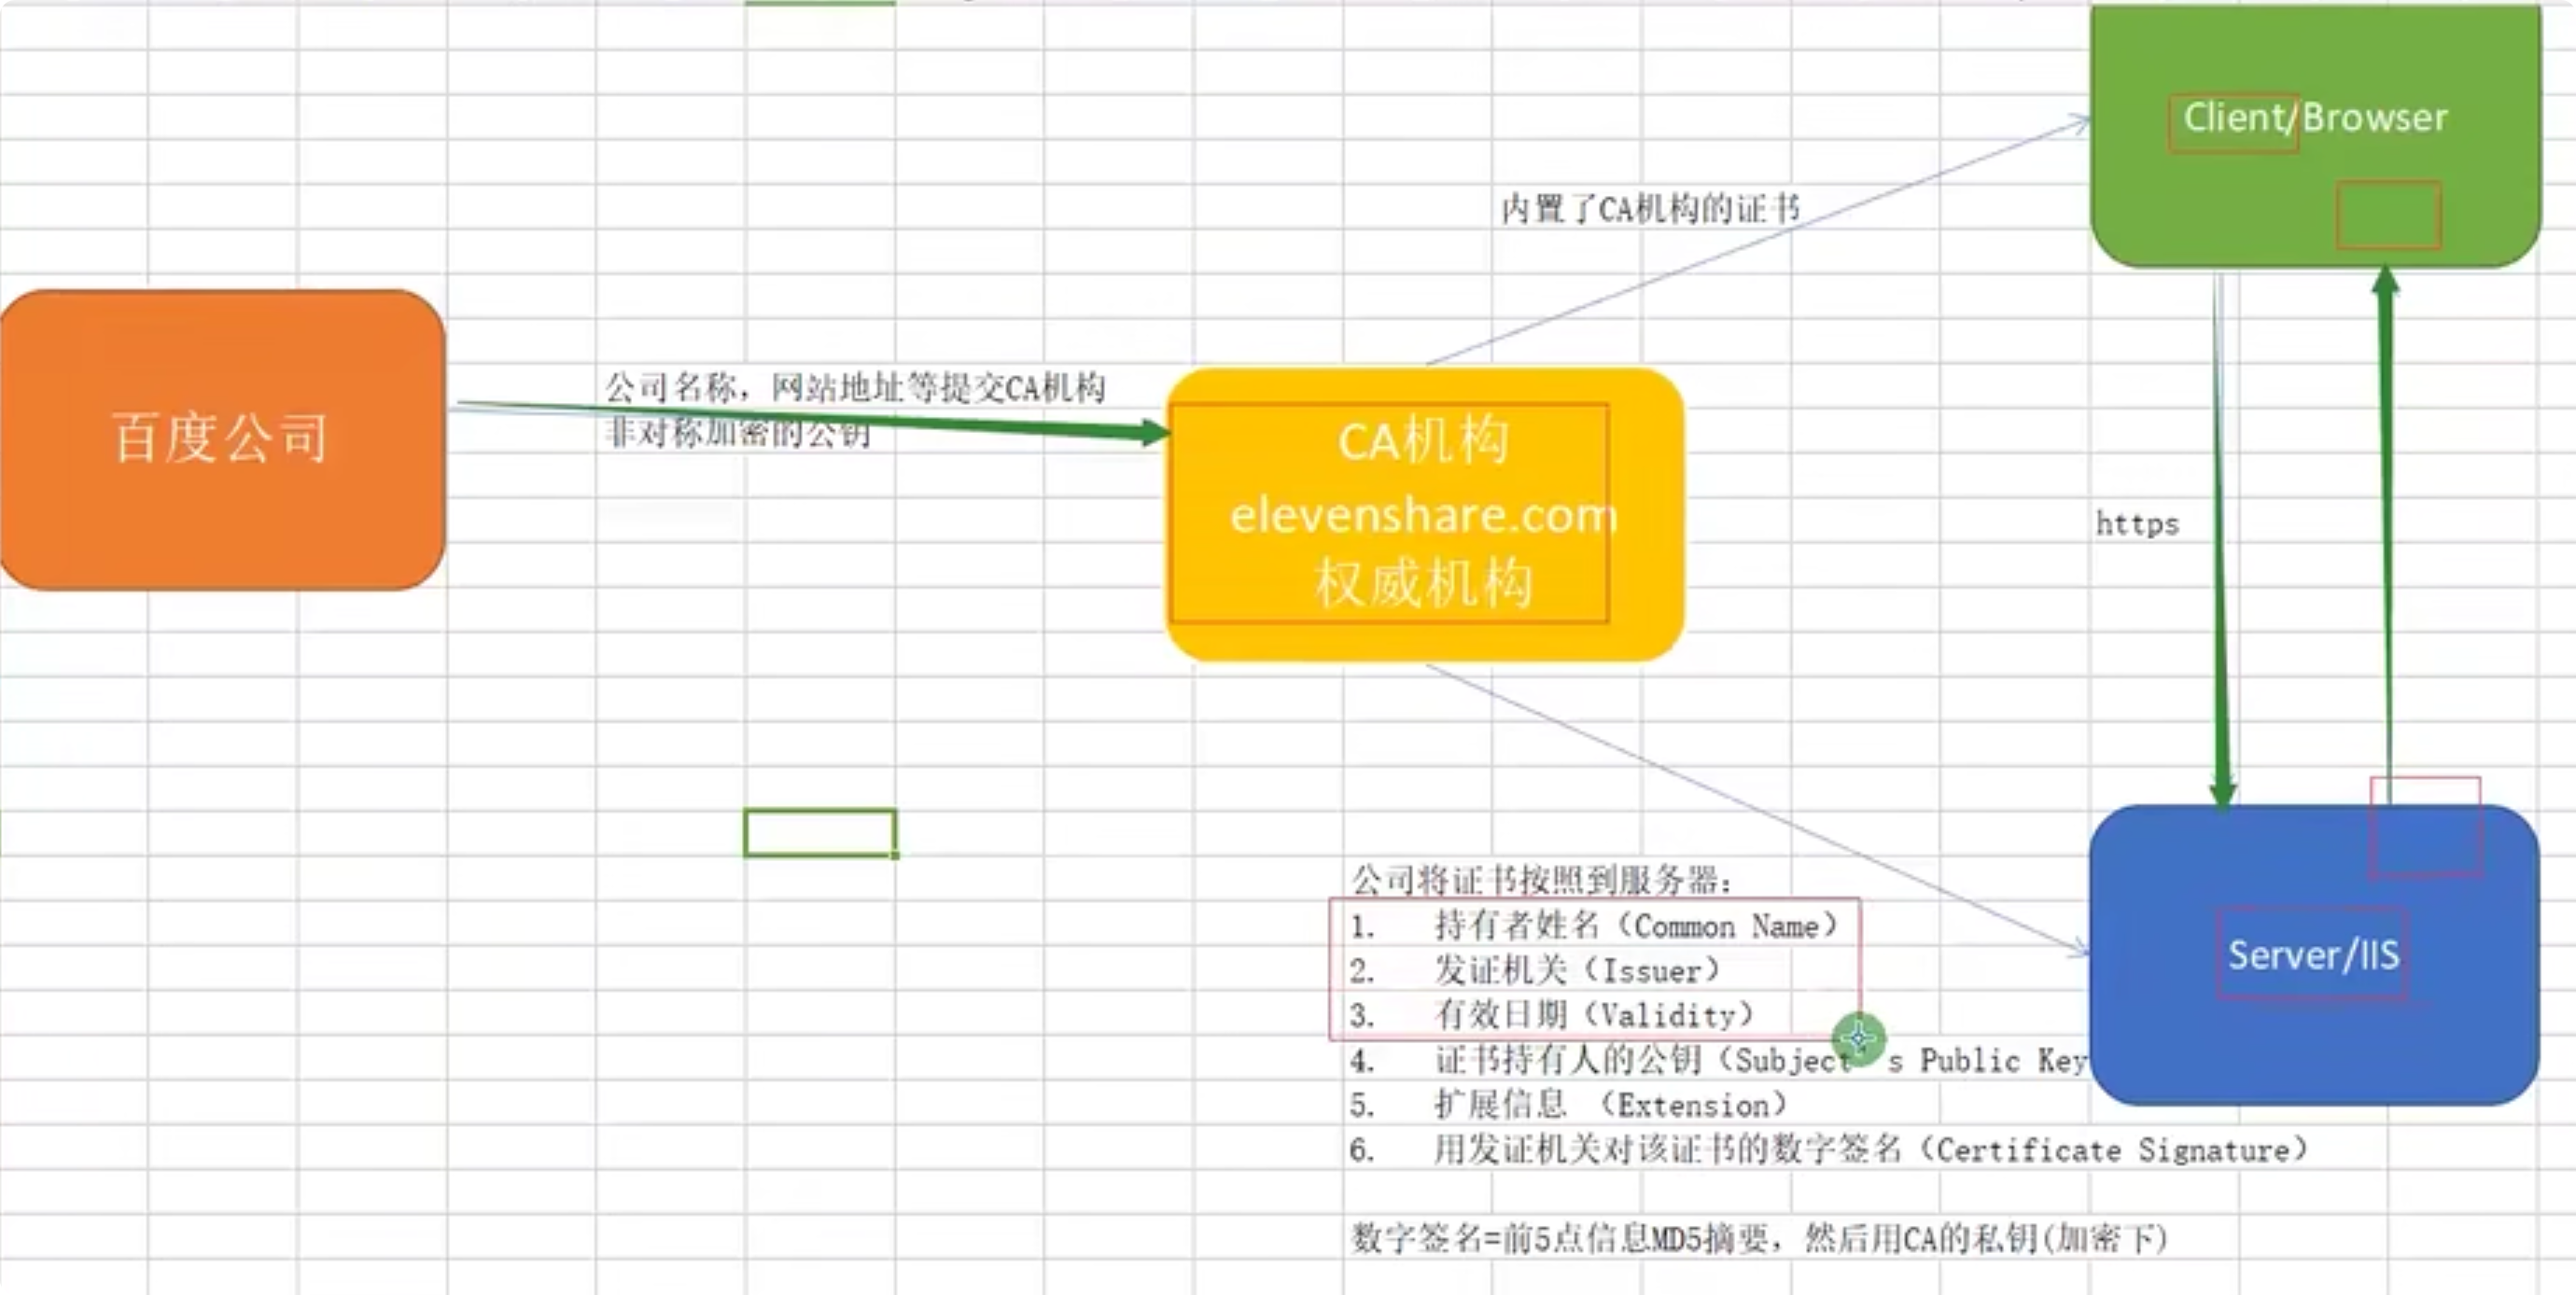 Client/Browser
内置了CA机构的证书
公司名称，网站地址等提交CA机构
非对称加密的公钥
百度公司
CA机构
elevenshare.com
权威机构
https
公司将证书按照到服务器：
1. 持有者姓名（Common Name）
2. 发证机关（Issuer）
3. 有效日期（Validity）
4. 证书持有人的公钥（Subject's Public Key
5. 扩展信息 （Extension）
6. 用发证机关对该证书的数字签名（Certificate Signature）
Server/IIS
数字签名=前5点信息MD5摘要，然后用CA的私钥(加密下)